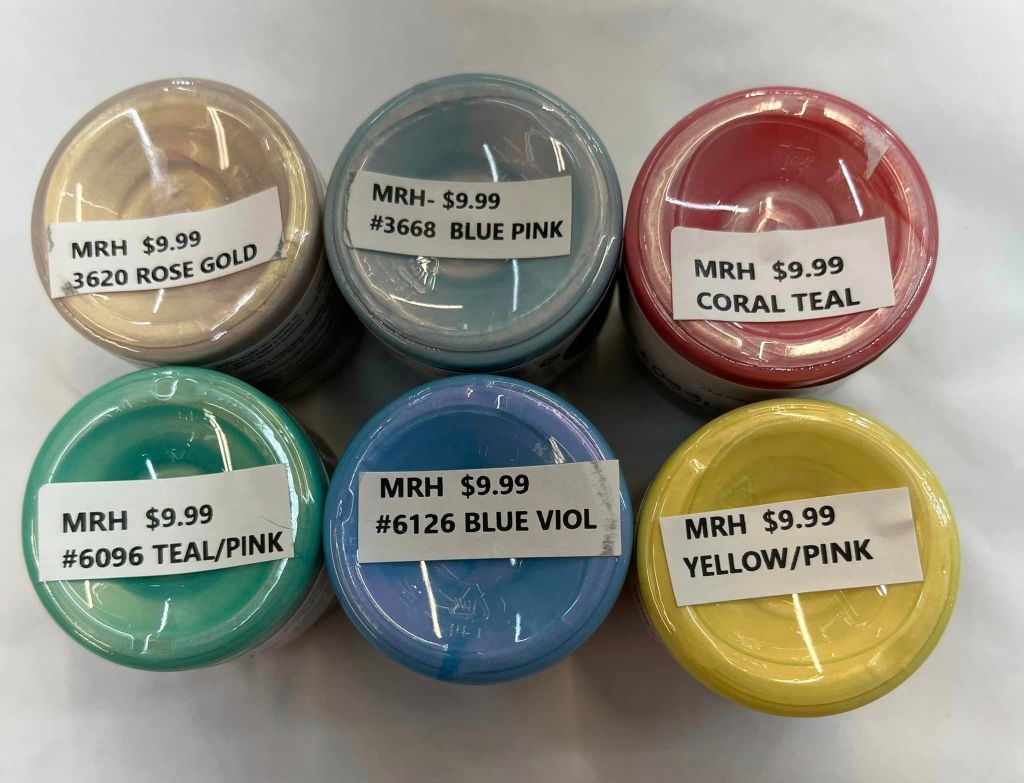 MRH $9.99
3620 ROSE GOLD
MRH- $9.99
#3668 BLUE PINK
MRH $9.99
CORAL TEAL
MRH $9.99
#6096 TEAL/PINK
MRH $9.99
#6126 BLUE VIOL
MRH $9.99
YELLOW/PINK